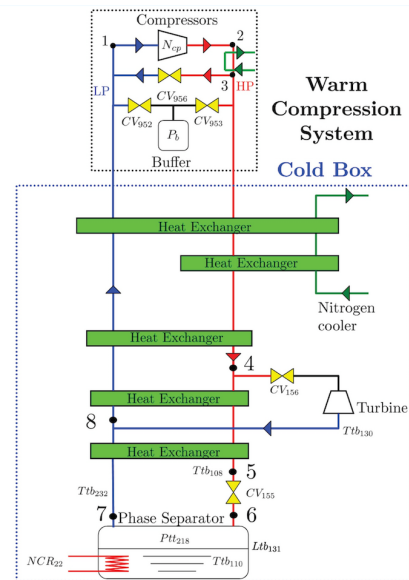 Compressors
1
N_cp
2
3
LP
HP
CV_956
CV_952
CV_953
P_b
Buffer
Warm
Compression
System
Cold Box
Heat Exchanger
Heat Exchanger
Nitrogen
cooler
Heat Exchanger
4
CV_156
Heat Exchanger
Turbine
8
Ttb_130
Heat Exchanger
Ttb_108
5
Ttb_232
CV_155
7
Phase Separator
6
Ptt_218
Ltb_131
NCR_22
Ttb_110